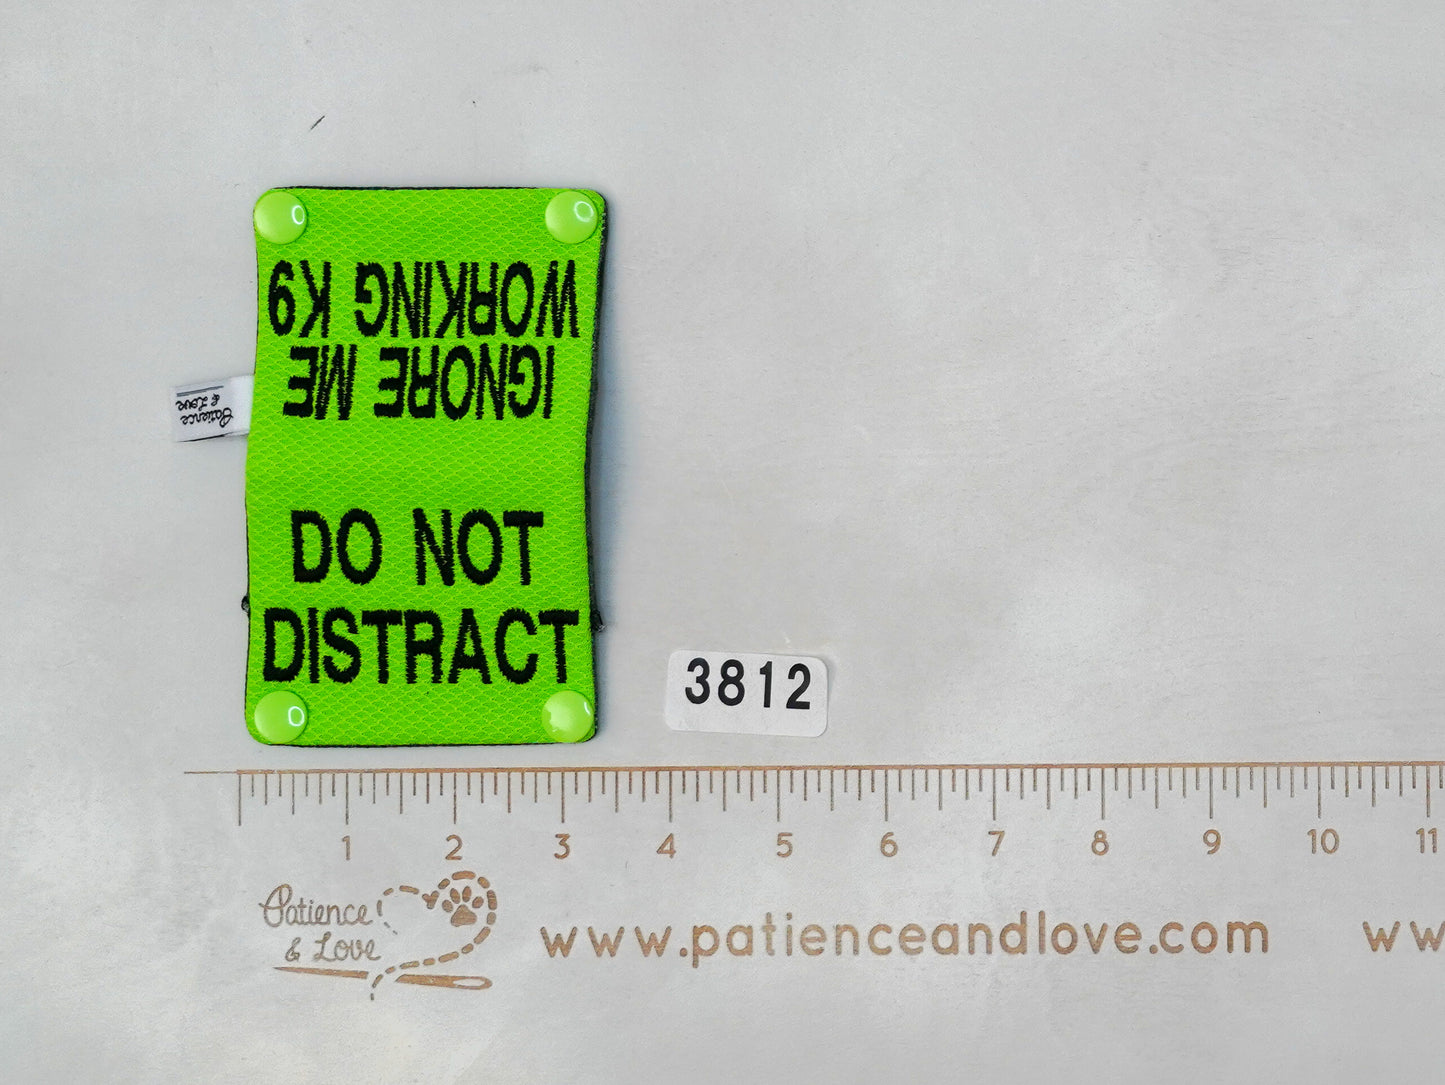 IGNORE ME
WORKING K9
Patience
& Love
DO NOT
DISTRACT
3812
1 2 3 4 5 6 7 8 9 10 11
Patience
& Love
www.patienceandlove.com
ww